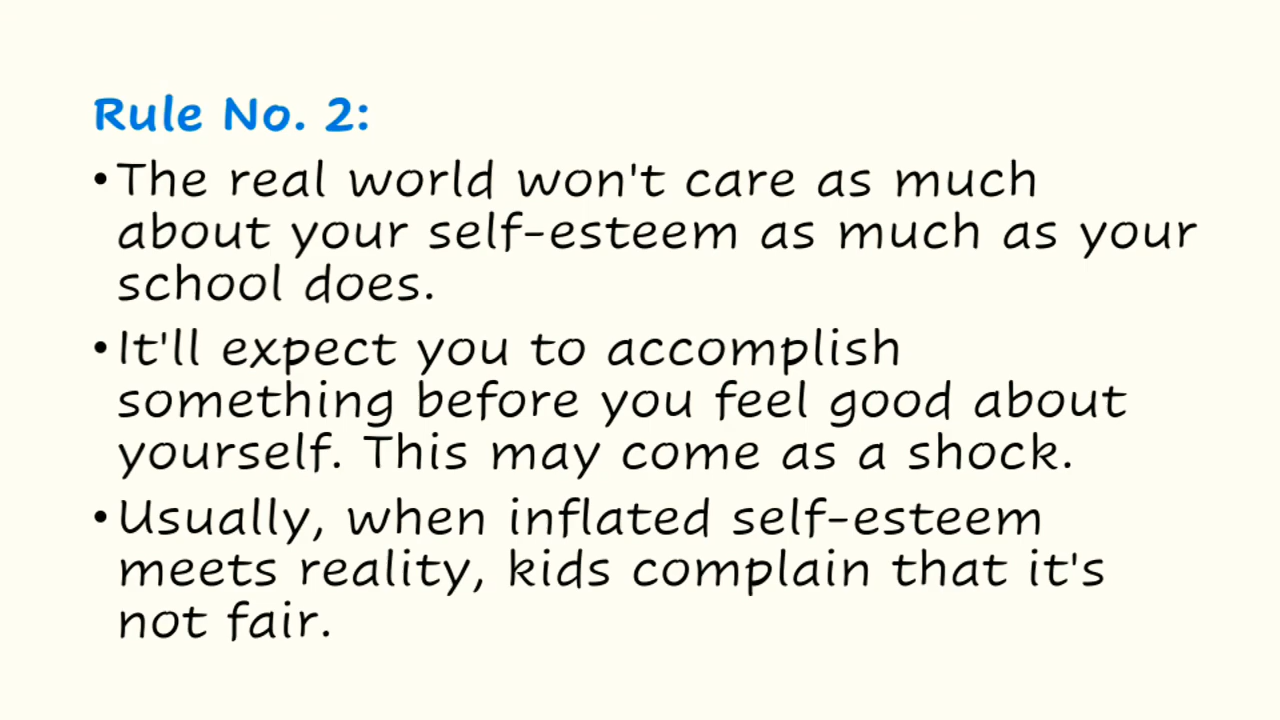 Rule No. 2:
•The real world won't care as much
about your self-esteem as much as your
school does.
•It'll expect you to accomplish
something before you feel good about
yourself. This may come as a shock.
•Usually, when inflated self-esteem
meets reality, kids complain that it's
not fair.